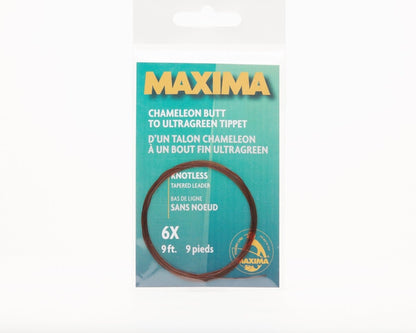 MAXIMA
CHAMELEON BUTT
TO ULTRAGREEN TIPPET
D'UN TALON CHAMELEON
À UN BOUT FIN ULTRAGREEN
KNOTLESS
TAPERED LEADER
BAS DE LIGNE
SANS NOEUD
6X
9 ft. 9 pieds
MAXIMA